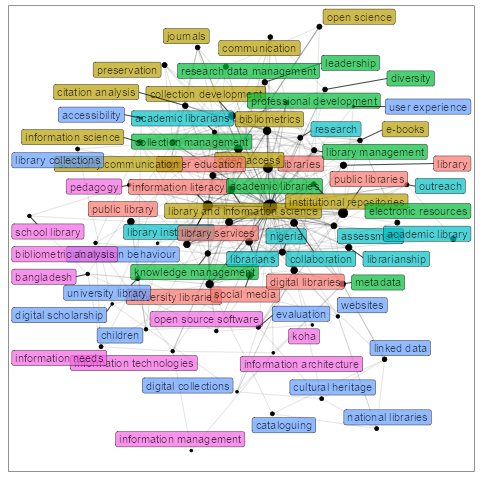 open science
journals
communication
leadership
preservation
research data management
diversity
citation analysis
collection development
professional development
user experience
accessibility
academic librarians
bibliometrics
research
e-books
information science
collection management
library management
library collections
communication
education
access
libraries
library
public libraries
pedagogy
information literacy
academic libraries
outreach
institutional repositories
public library
library and information science
electronic resources
school library
library
library services
nigeria
academic library
bibliometric analysis
behaviour
librarians
collaboration
librarianship
bangladesh
knowledge management
digital libraries
metadata
university library
university libraries
social media
digital scholarship
websites
open source software
evaluation
children
koha
linked data
information needs
information technologies
information architecture
digital collections
cultural heritage
cataloguing
national libraries
information management